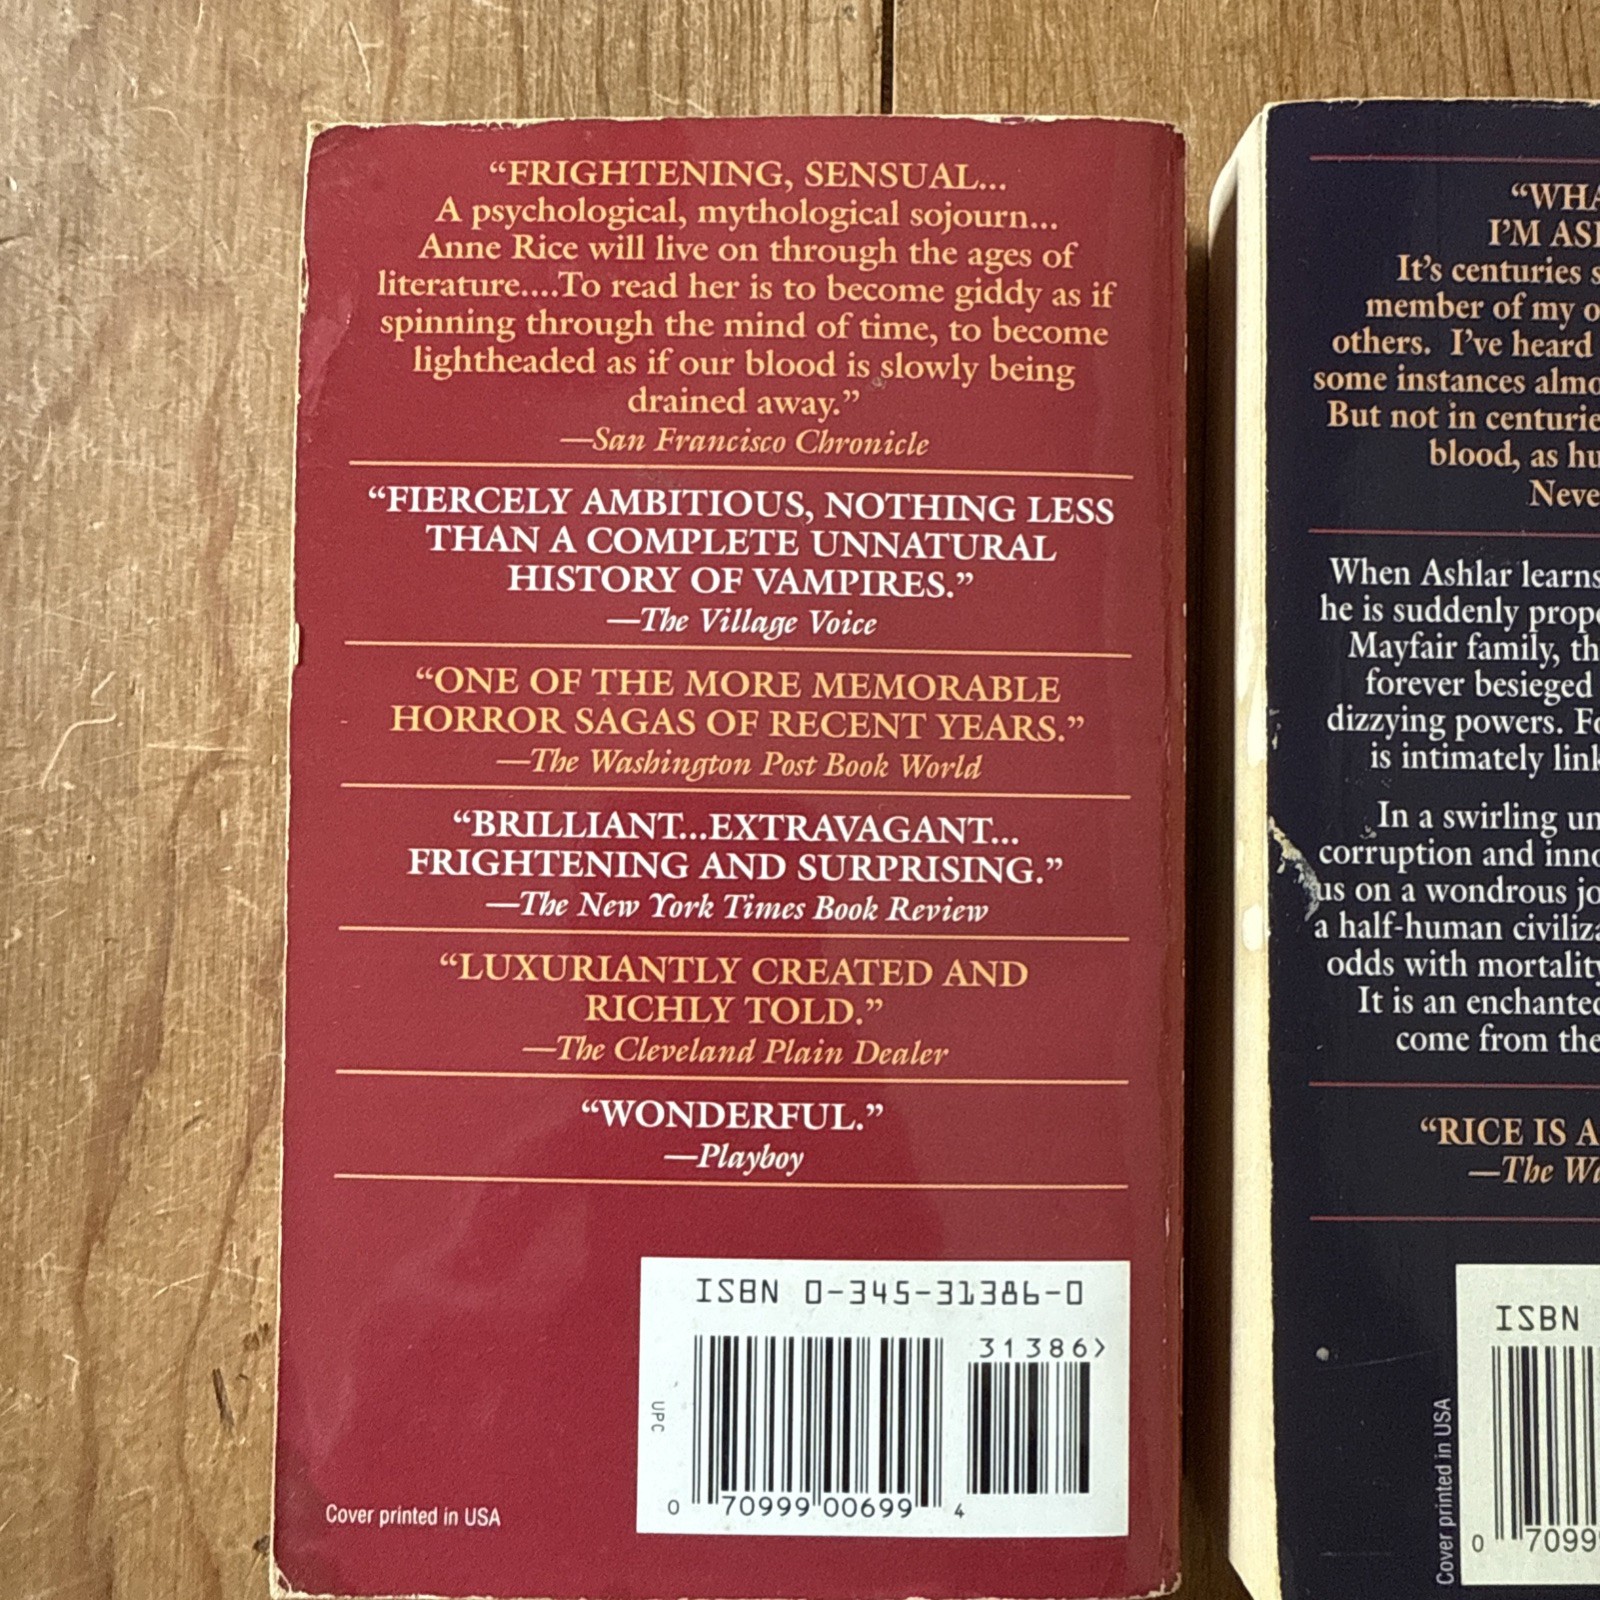 “FRIGHTENING, SENSUAL...
A psychological, mythological sojourn...
Anne Rice will live on through the ages of
literature....To read her is to become giddy as if
spinning through the mind of time, to become
lightheaded as if our blood is slowly being
drained away.”
—San Francisco Chronicle
“FIERCELY AMBITIOUS, NOTHING LESS
THAN A COMPLETE UNNATURAL
HISTORY OF VAMPIRES.”
—The Village Voice
“ONE OF THE MORE MEMORABLE
HORROR SAGAS OF RECENT YEARS.”
—The Washington Post Book World
“BRILLIANT...EXTRAVAGANT...
FRIGHTENING AND SURPRISING.”
—The New York Times Book Review
“LUXURIANTLY CREATED AND
RICHLY TOLD.”
—The Cleveland Plain Dealer
“WONDERFUL.”
—Playboy
ISBN 0-345-31386-0
31386>
UPC
0 70999 00699 4
Cover printed in USA
I’M
It’s centuries
member of my
others. I’ve heard
some instances
But not in
blood, as
When Ashlar learns
he is suddenly
Mayfair family,
forever besieged
dizzying powers.
is intimately
In a swirling
corruption and
us on a wondrous
a half-human
odds with
It is an
come from
“RICE IS
—The
ISBN
Cover printed in USA
0 7099